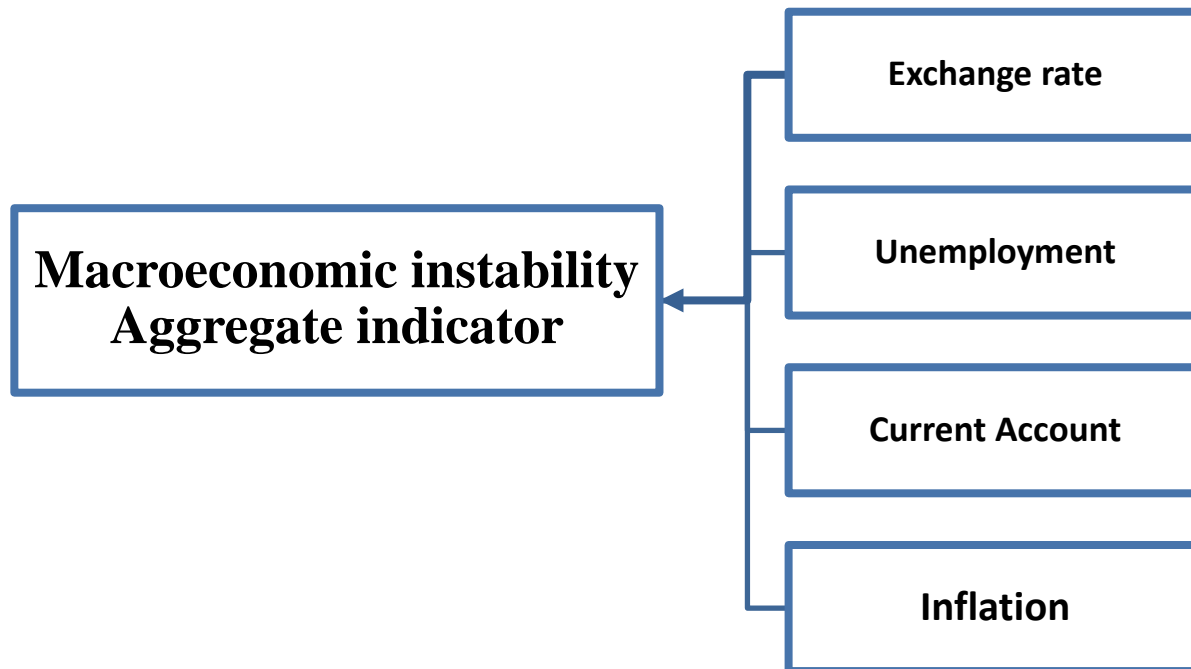 Exchange rate
Unemployment
Macroeconomic instability
Aggregate indicator
Current Account
Inflation